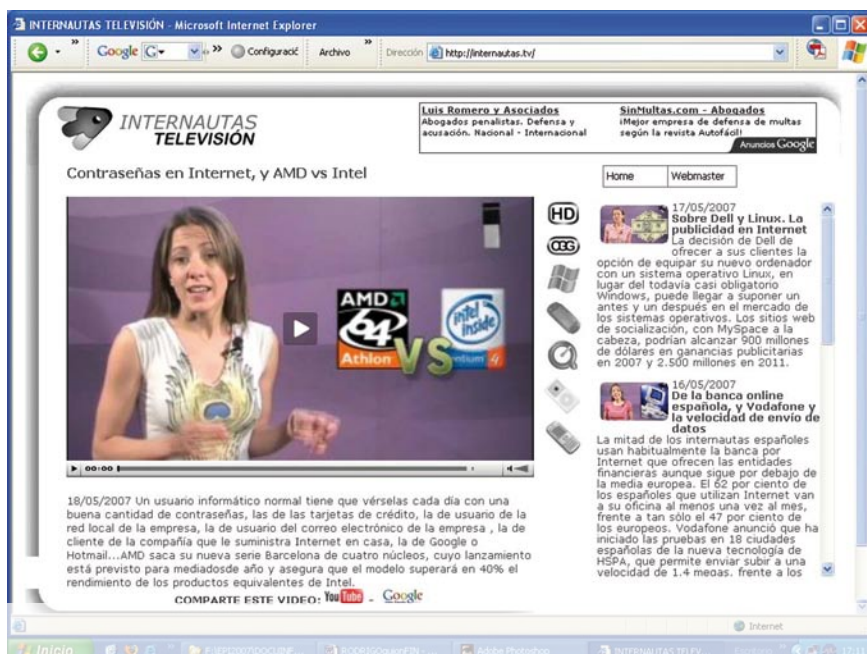 INTERNAUTAS TELEVISIÓN - Microsoft Internet Explorer
Google G Configuració Archivo Dirección http://internautas.tv/
INTERNAUTAS
TELEVISIÓN
Luis Romero y Asociados
Abogados penalistas. Defensa y
acusación. Nacional - Internacional
SinMultas.com - Abogados
¡Mejor empresa de defensa de multas
según la revista Autofácil!
Anuncios Google
Contraseñas en Internet, y AMD vs Intel
Home Webmaster
AMD
64
Athlon
VS
intel
inside
pentium 4
00:00
HD
OGG
18/05/2007 Un usuario informático normal tiene que vérselas cada día con una
buena cantidad de contraseñas, las de las tarjetas de crédito, la de usuario de la
red local de la empresa, la de usuario del correo electrónico de la empresa , la de
cliente de la compañía que le suministra Internet en casa, la de Google o
Hotmail...AMD saca su nueva serie Barcelona de cuatro núcleos, cuyo lanzamiento
está previsto para mediadosde año y asegura que el modelo superará en 40% el
rendimiento de los productos equivalentes de Intel.
COMPARTE ESTE VIDEO: YouTube - Google
17/05/2007
Sobre Dell y Linux. La
publicidad en Internet
La decisión de Dell de
ofrecer a sus clientes la
opción de equipar su nuevo ordenador
con un sistema operativo Linux, en
lugar del todavía casi obligatorio
Windows, puede llegar a suponer un
antes y un después en el mercado de
los sistemas operativos. Los sitios web
de socialización, con MySpace a la
cabeza, podrían alcanzar 900 millones
de dólares en ganancias publicitarias
en 2007 y 2.500 millones en 2011.
16/05/2007
De la banca online
española, y Vodafone y
la velocidad de envío de
datos
La mitad de los internautas españoles
usan habitualmente la banca por
Internet que ofrecen las entidades
financieras aunque sigue por debajo de
la media europea. El 62 por ciento de
los españoles que utilizan Internet van
a su oficina al menos una vez al mes,
frente a tan sólo el 47 por ciento de
los europeos. Vodafone anunció que ha
iniciado las pruebas en 18 ciudades
españolas de la nueva tecnología de
HSPA, que permite enviar subir a una
velocidad de 1,4 megas, frente a los
Internet
Inicio Adobe Photoshop INTERNAUTAS TELEV... Escritorio